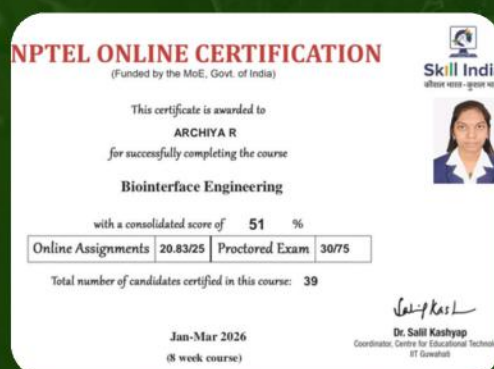 NPTEL ONLINE CERTIFICATION
(Funded by the MoE, Govt. of India)
Skill Indi
कौशल भारत-कुशल भ
This certificate is awarded to
ARCHIYA R
for successfully completing the course
Biointerface Engineering
with a consolidated score of 51 %
Online Assignments 20.83/25 Proctored Exam 30/75
Total number of candidates certified in this course: 39
Jan-Mar 2026
(8 week course)
Dr. Salil Kashyap
Coordinator, Centre for Educational Technol
IIT Guwahati